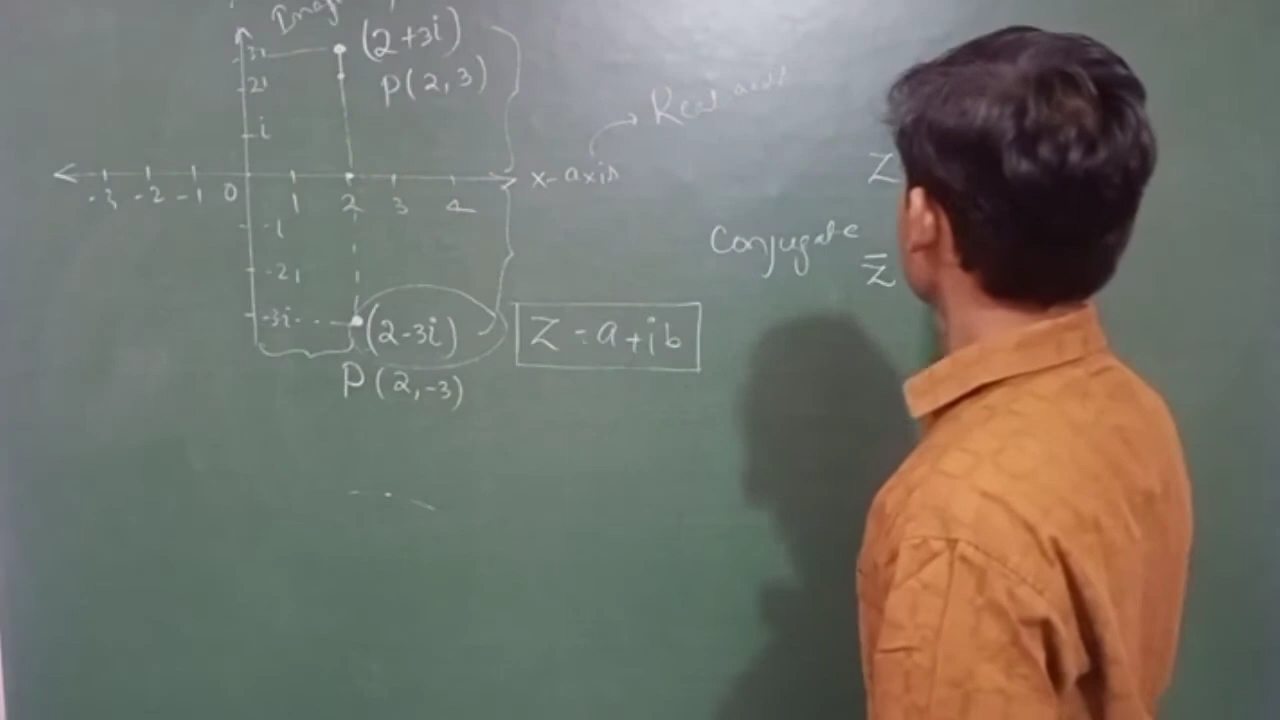 3i
(2+3i)
2i
P(2,3)
i
Real axis
x-axis
-3 -2 -1 0 1 2 3 4
Z
-1
Conjugate
z̄
-2i
-3i
(2-3i)
Z = a+ib
P(2,-3)